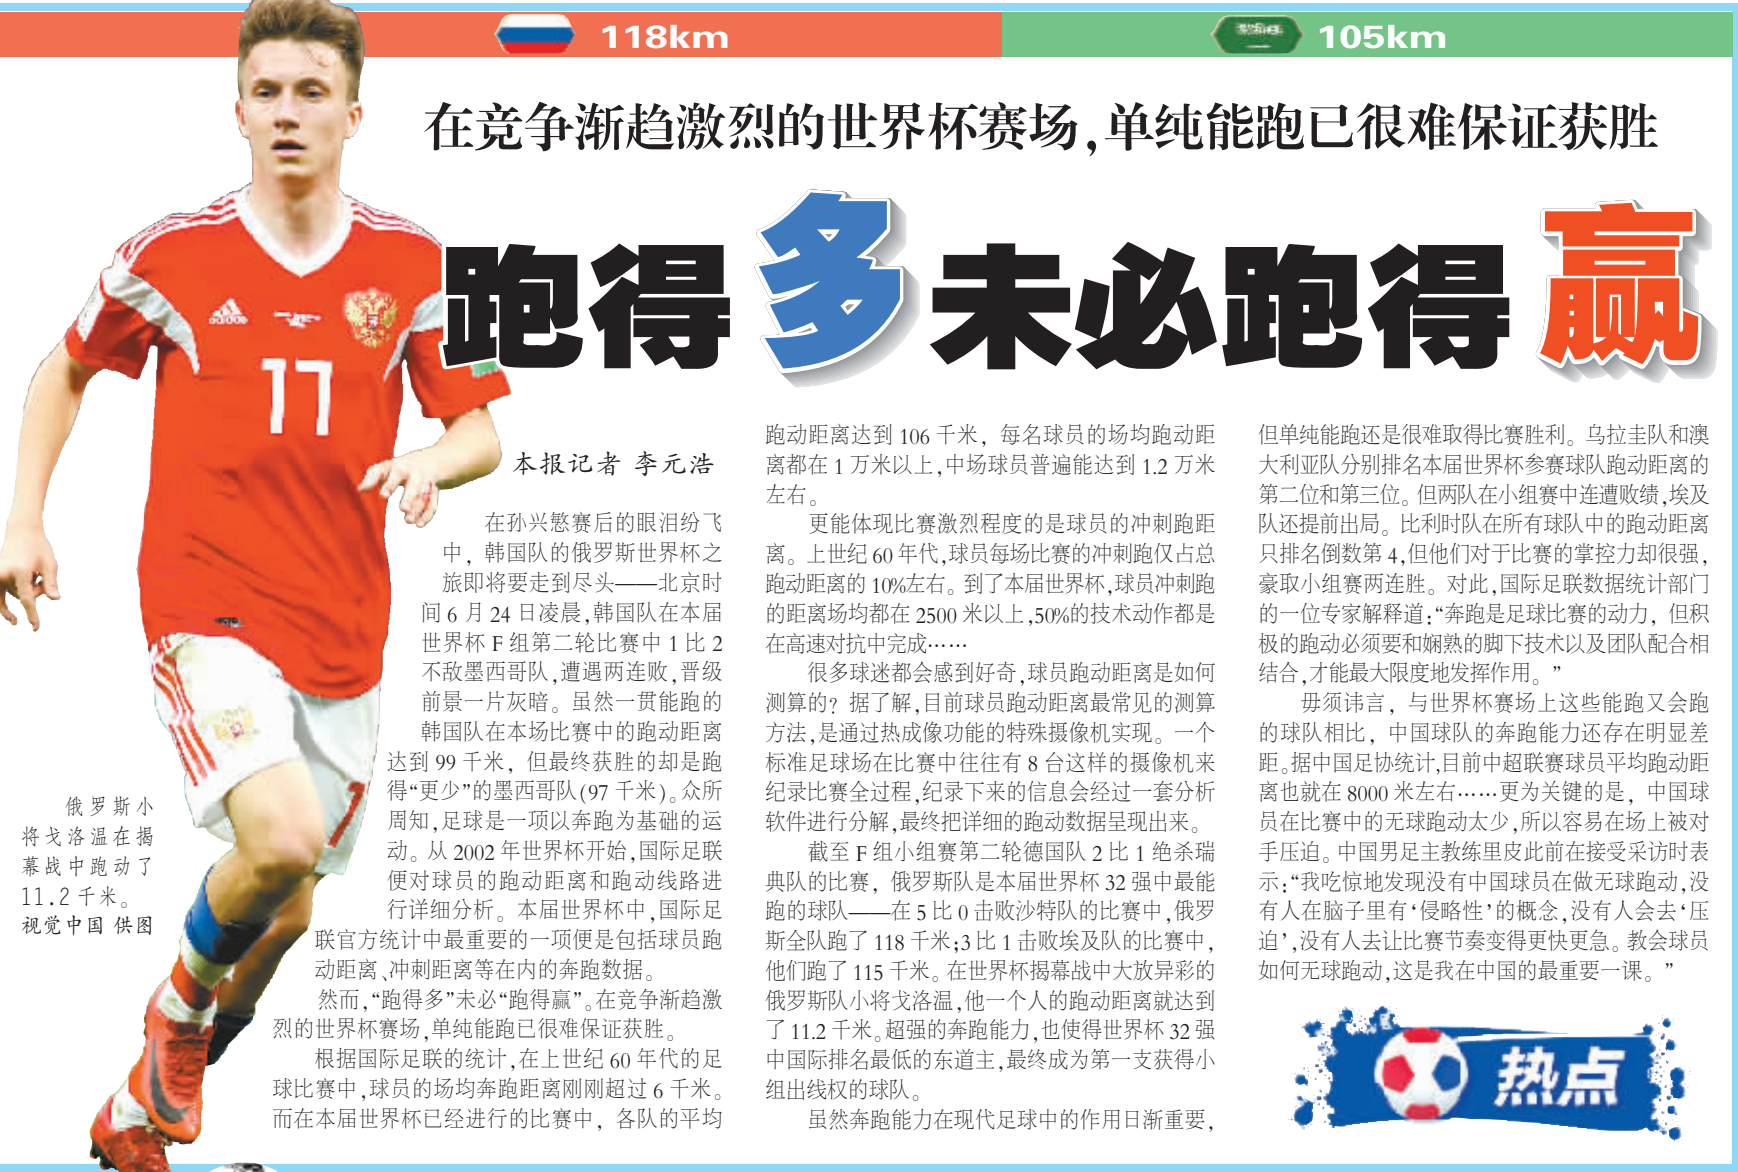 118km
105km
在竞争渐趋激烈的世界杯赛场,单纯能跑已很难保证获胜
跑得多未必跑得赢
adidas
17
7
本报记者 李元浩
在孙兴慜赛后的眼泪纷飞
中，韩国队的俄罗斯世界杯之
旅即将要走到尽头——北京时
间6月24日凌晨,韩国队在本届
世界杯F组第二轮比赛中1比2
不敌墨西哥队,遭遇两连败,晋级
前景一片灰暗。虽然一贯能跑的
韩国队在本场比赛中的跑动距离
达到99千米，但最终获胜的却是跑
得“更少”的墨西哥队(97千米)。众所
周知,足球是一项以奔跑为基础的运
动。从2002年世界杯开始,国际足联
便对球员的跑动距离和跑动线路进
行详细分析。本届世界杯中,国际足
联官方统计中最重要的一项便是包括球员跑
动距离、冲刺距离等在内的奔跑数据。
然而,“跑得多”未必“跑得赢”。在竞争渐趋激
烈的世界杯赛场,单纯能跑已很难保证获胜。
根据国际足联的统计,在上世纪60年代的足
球比赛中,球员的场均奔跑距离刚刚超过6千米。
而在本届世界杯已经进行的比赛中，各队的平均
跑动距离达到106千米，每名球员的场均跑动距
离都在1万米以上,中场球员普遍能达到1.2万米
左右。
更能体现比赛激烈程度的是球员的冲刺跑距
离。上世纪60年代,球员每场比赛的冲刺跑仅占总
跑动距离的10%左右。到了本届世界杯,球员冲刺跑
的距离场均都在2500米以上,50%的技术动作都是
在高速对抗中完成……
很多球迷都会感到好奇,球员跑动距离是如何
测算的？据了解,目前球员跑动距离最常见的测算
方法,是通过热成像功能的特殊摄像机实现。一个
标准足球场在比赛中往往有8台这样的摄像机来
纪录比赛全过程,纪录下来的信息会经过一套分析
软件进行分解,最终把详细的跑动数据呈现出来。
截至F组小组赛第二轮德国队2比1绝杀瑞
典队的比赛，俄罗斯队是本届世界杯32强中最能
跑的球队——在5比0击败沙特队的比赛中,俄罗
斯全队跑了118千米;3比1击败埃及队的比赛中,
他们跑了115千米。在世界杯揭幕战中大放异彩的
俄罗斯队小将戈洛温,他一个人的跑动距离就达到
了11.2千米。超强的奔跑能力,也使得世界杯32强
中国际排名最低的东道主,最终成为第一支获得小
组出线权的球队。
虽然奔跑能力在现代足球中的作用日渐重要,
但单纯能跑还是很难取得比赛胜利。乌拉圭队和澳
大利亚队分别排名本届世界杯参赛球队跑动距离的
第二位和第三位。但两队在小组赛中连遭败绩,埃及
队还提前出局。比利时队在所有球队中的跑动距离
只排名倒数第4,但他们对于比赛的掌控力却很强,
豪取小组赛两连胜。对此,国际足联数据统计部门
的一位专家解释道:“奔跑是足球比赛的动力，但积
极的跑动必须要和娴熟的脚下技术以及团队配合相
结合,才能最大限度地发挥作用。”
毋须讳言，与世界杯赛场上这些能跑又会跑
的球队相比，中国球队的奔跑能力还存在明显差
距。据中国足协统计,目前中超联赛球员平均跑动距
离也就在8000米左右……更为关键的是，中国球
员在比赛中的无球跑动太少,所以容易在场上被对
手压迫。中国男足主教练里皮此前在接受采访时表
示:“我吃惊地发现没有中国球员在做无球跑动,没
有人在脑子里有‘侵略性’的概念,没有人会去‘压
迫’,没有人去让比赛节奏变得更快更急。教会球员
如何无球跑动,这是我在中国的最重要一课。”
俄罗斯小
将戈洛温在揭
幕战中跑动了
11.2千米。
视觉中国 供图
热点